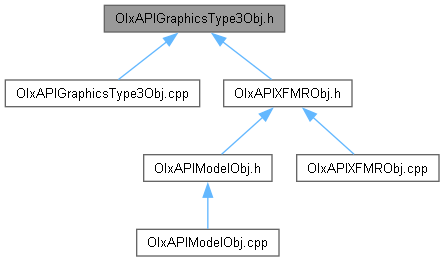 OlxAPIGraphicsType3Obj.h
OlxAPIGraphicsType3Obj.cpp
OlxAPIXFMRObj.h
OlxAPIModelObj.h
OlxAPIXFMRObj.cpp
OlxAPIModelObj.cpp